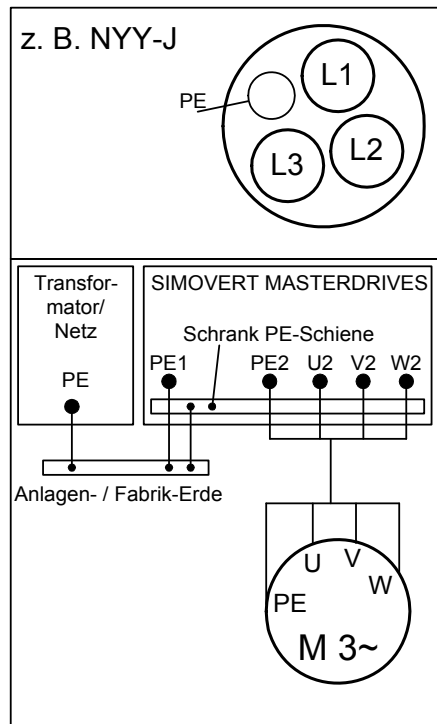 z. B. NYY-J
L1
PE
L2
L3
Transfor-
mator/
Netz
PE
SIMOVERT MASTERDRIVES
Schrank PE-Schiene
PE1 PE2 U2 V2 W2
Anlagen- / Fabrik-Erde
U V
PE W
M 3~